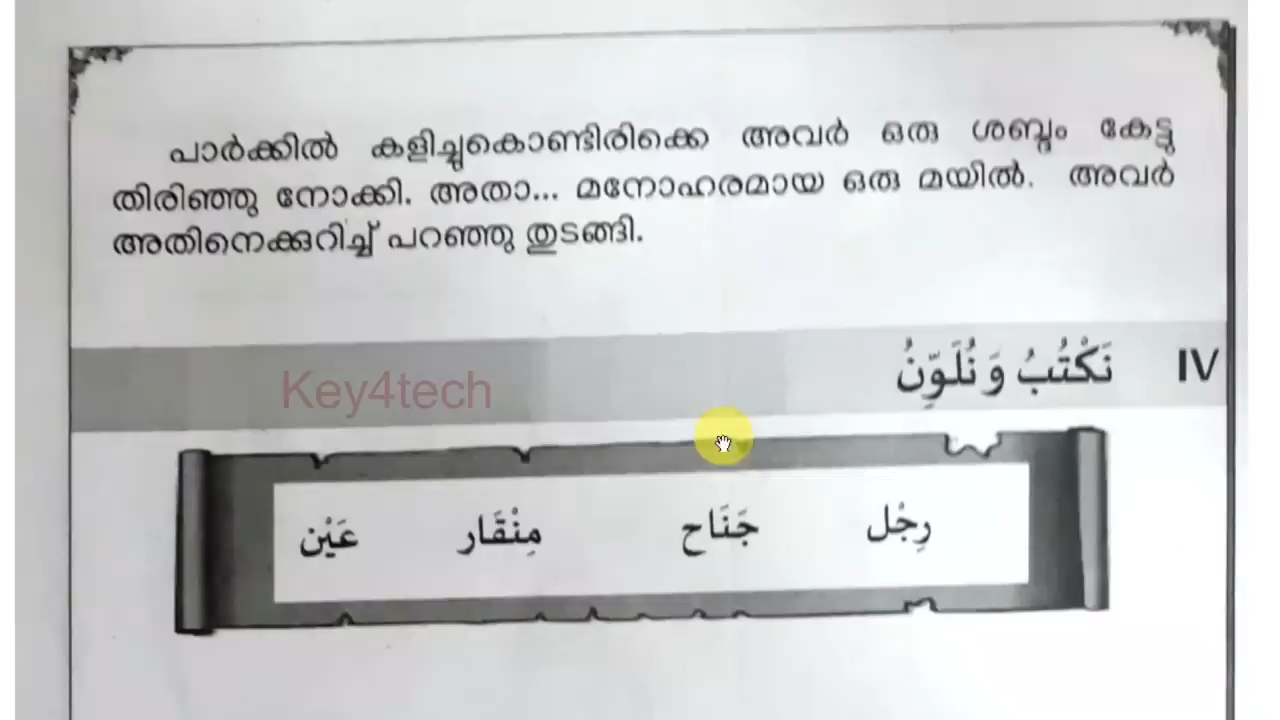 പാർക്കിൽ കളിച്ചുകൊണ്ടിരിക്കെ അവർ ഒരു ശബ്ദം കേട്ടു
തിരിഞ്ഞു നോക്കി. അതാ... മനോഹരമായ ഒരു മയിൽ. അവർ
അതിനെക്കുറിച്ച് പറഞ്ഞു തുടങ്ങി.
IV نَكْتُبُ وَ نُلَوِّنُ
Key4tech
رِجْل جَنَاح مِنْقَار عَيْن